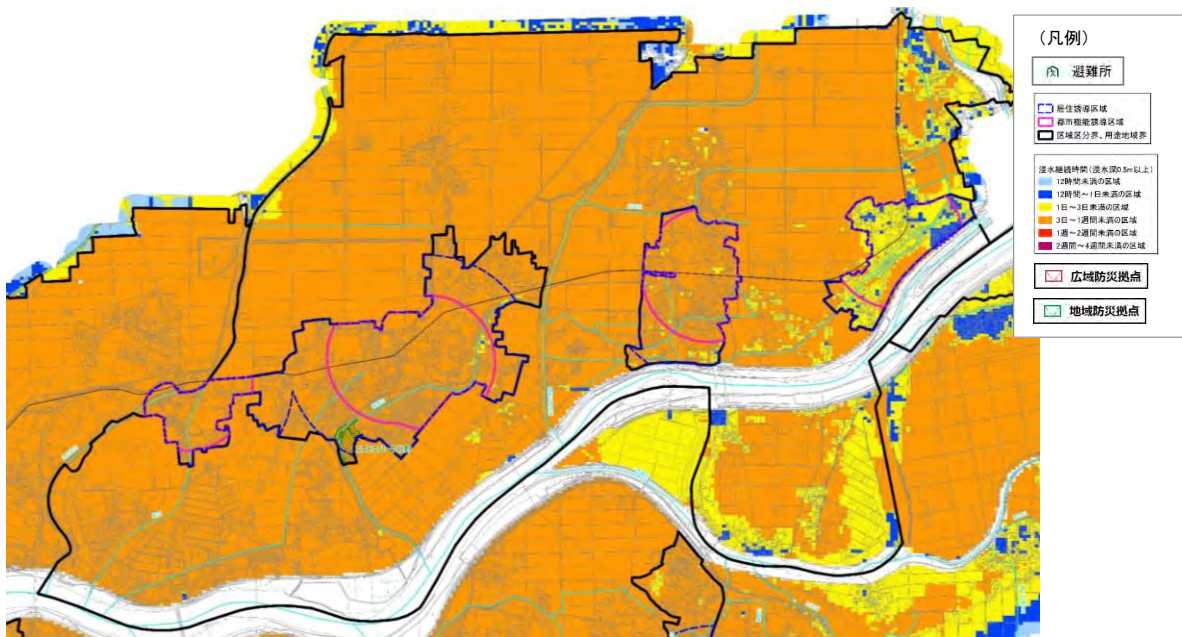 (凡例)
避難所
居住誘導区域
都市機能誘導区域
区域区分界、用途地域界
浸水継続時間(浸水深0.5m以上)
12時間未満の区域
12時間~1日未満の区域
1日~3日未満の区域
3日~1週間未満の区域
1週~2週間未満の区域
2週間~4週間未満の区域
広域防災拠点
地域防災拠点